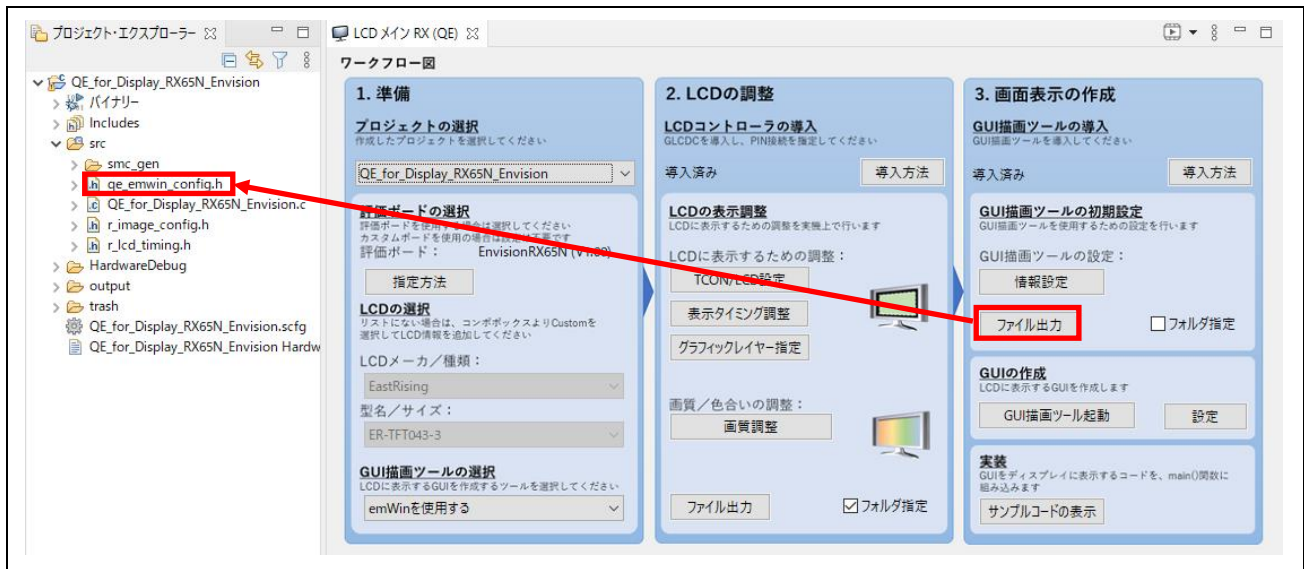 プロジェクト・エクスプローラー
QE_for_Display_RX65N_Envision
バイナリー
Includes
src
smc_gen
qe_emwin_config.h
QE_for_Display_RX65N_Envision.c
r_image_config.h
r_lcd_timing.h
HardwareDebug
output
trash
QE_for_Display_RX65N_Envision.scfg
QE_for_Display_RX65N_Envision Hardw
LCD メイン RX (QE)
ワークフロー図
1. 準備
プロジェクトの選択
作成したプロジェクトを選択してください
QE_for_Display_RX65N_Envision
評価ボードの選択
評価ボードを使用する場合は選択してください
カスタムボードを使用の場合は設定は不要です
評価ボード： EnvisionRX65N (V1.00)
指定方法
LCDの選択
リストにない場合は、コンボボックスよりCustomを
選択してLCD情報を追加してください
LCDメーカ／種類：
EastRising
型名／サイズ：
ER-TFT043-3
GUI描画ツールの選択
LCDに表示するGUIを作成するツールを選択してください
emWinを使用する
2. LCDの調整
LCDコントローラの導入
GLCDCを導入し、PIN接続を指定してください
導入済み 導入方法
LCDの表示調整
LCDに表示するための調整を実機上で行います
LCDに表示するための調整：
TCON/LCD設定
表示タイミング調整
グラフィックレイヤー指定
画質／色合いの調整：
画質調整
ファイル出力 フォルダ指定
3. 画面表示の作成
GUI描画ツールの導入
GUI描画ツールを導入してください
導入済み 導入方法
GUI描画ツールの初期設定
GUI描画ツールを使用するための設定を行います
GUI描画ツールの設定：
情報設定
ファイル出力 フォルダ指定
GUIの作成
LCDに表示するGUIを作成します
GUI描画ツール起動 設定
実装
GUIをディスプレイに表示するコードを、main()関数に
組み込みます
サンプルコードの表示